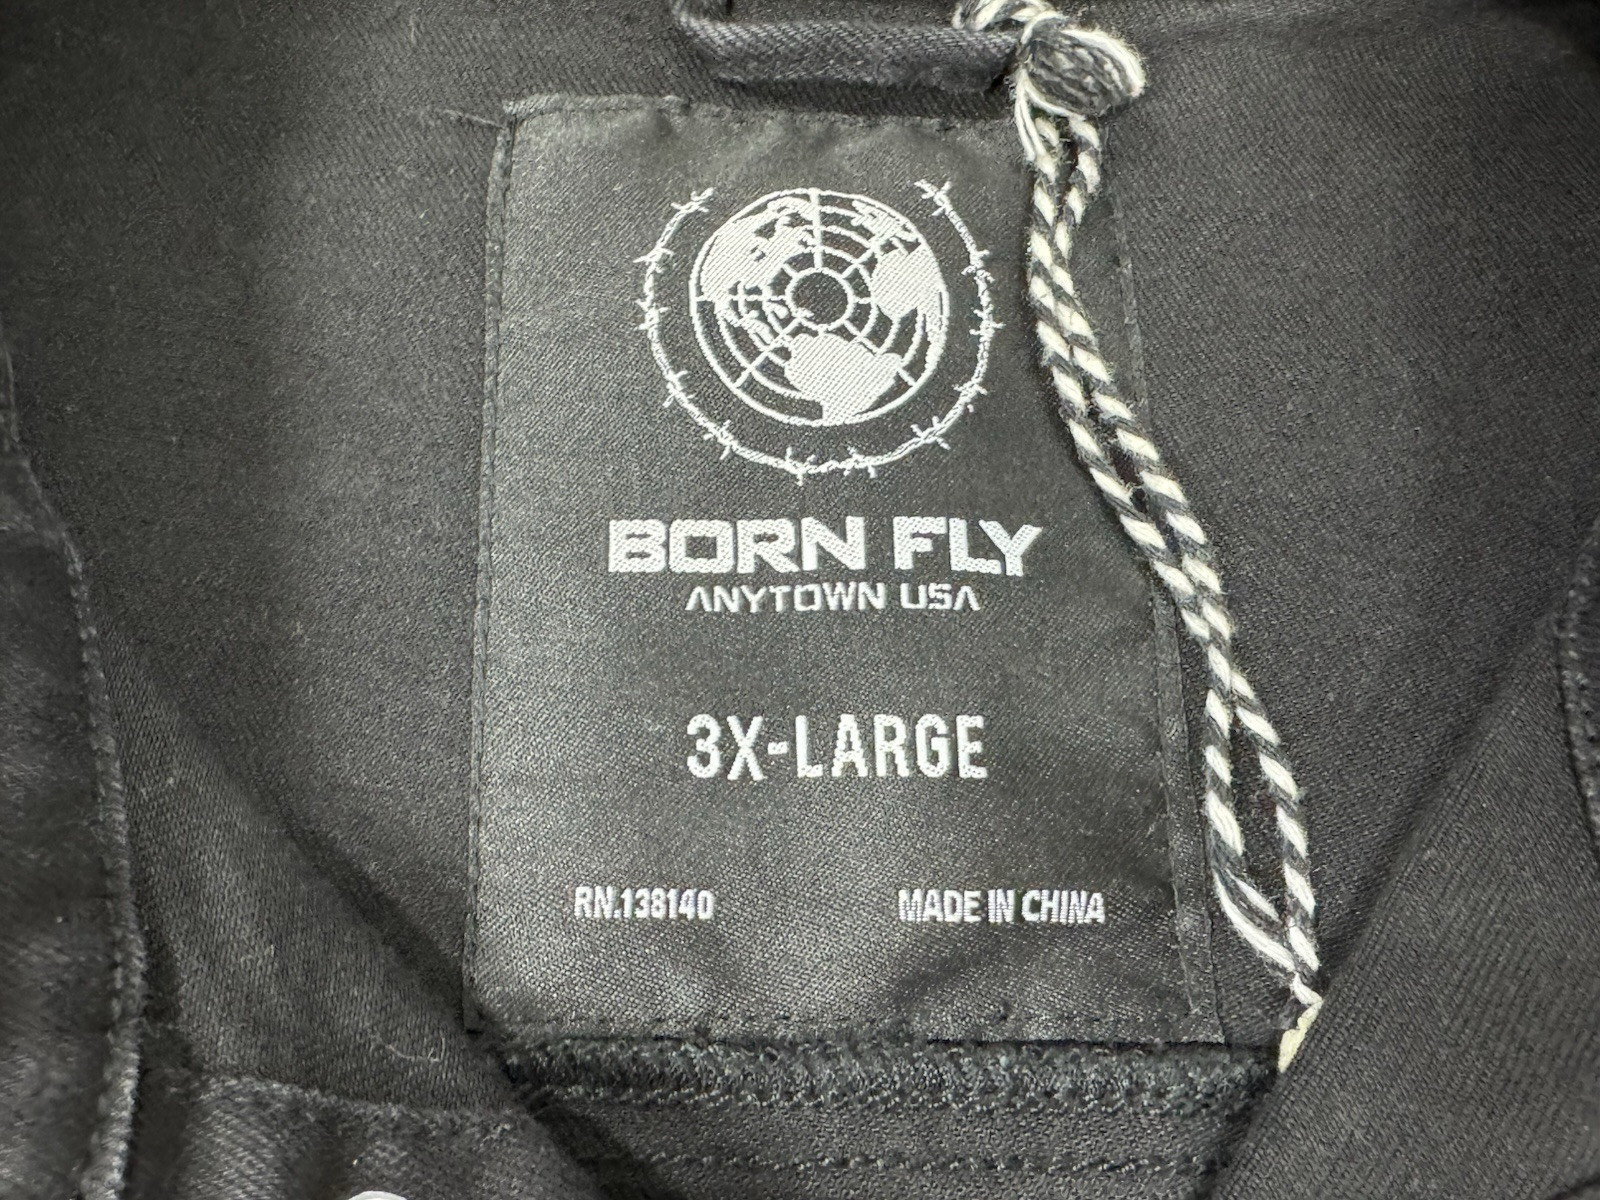 BORN FLY
ANYTOWN USA
3X-LARGE
RN.138140
MADE IN CHINA